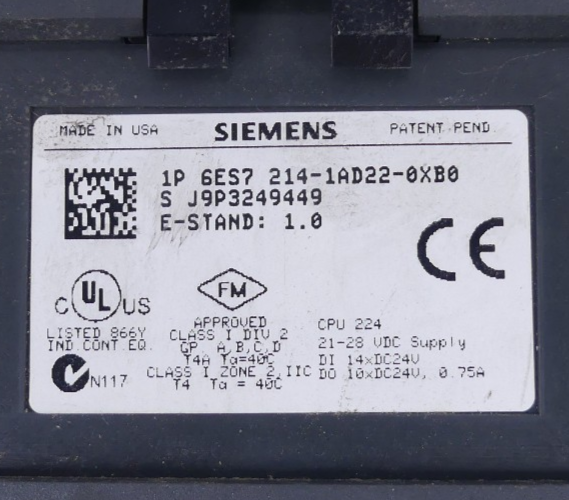 MADE IN USA SIEMENS PATENT PEND.
1P 6ES7 214-1AD22-0XB0
S J9P3249449
E-STAND: 1.0
CE
C UL US
LISTED 866Y
IND.CONT.EQ.
N117
FM
APPROVED
CLASS I DIV 2
GP. A,B,C,D
T4A Ta=40C
CLASS I ZONE 2,IIC
T4 Ta = 40C
CPU 224
21-28 VDC Supply
DI 14xDC24V
DO 10xDC24V, 0.75A